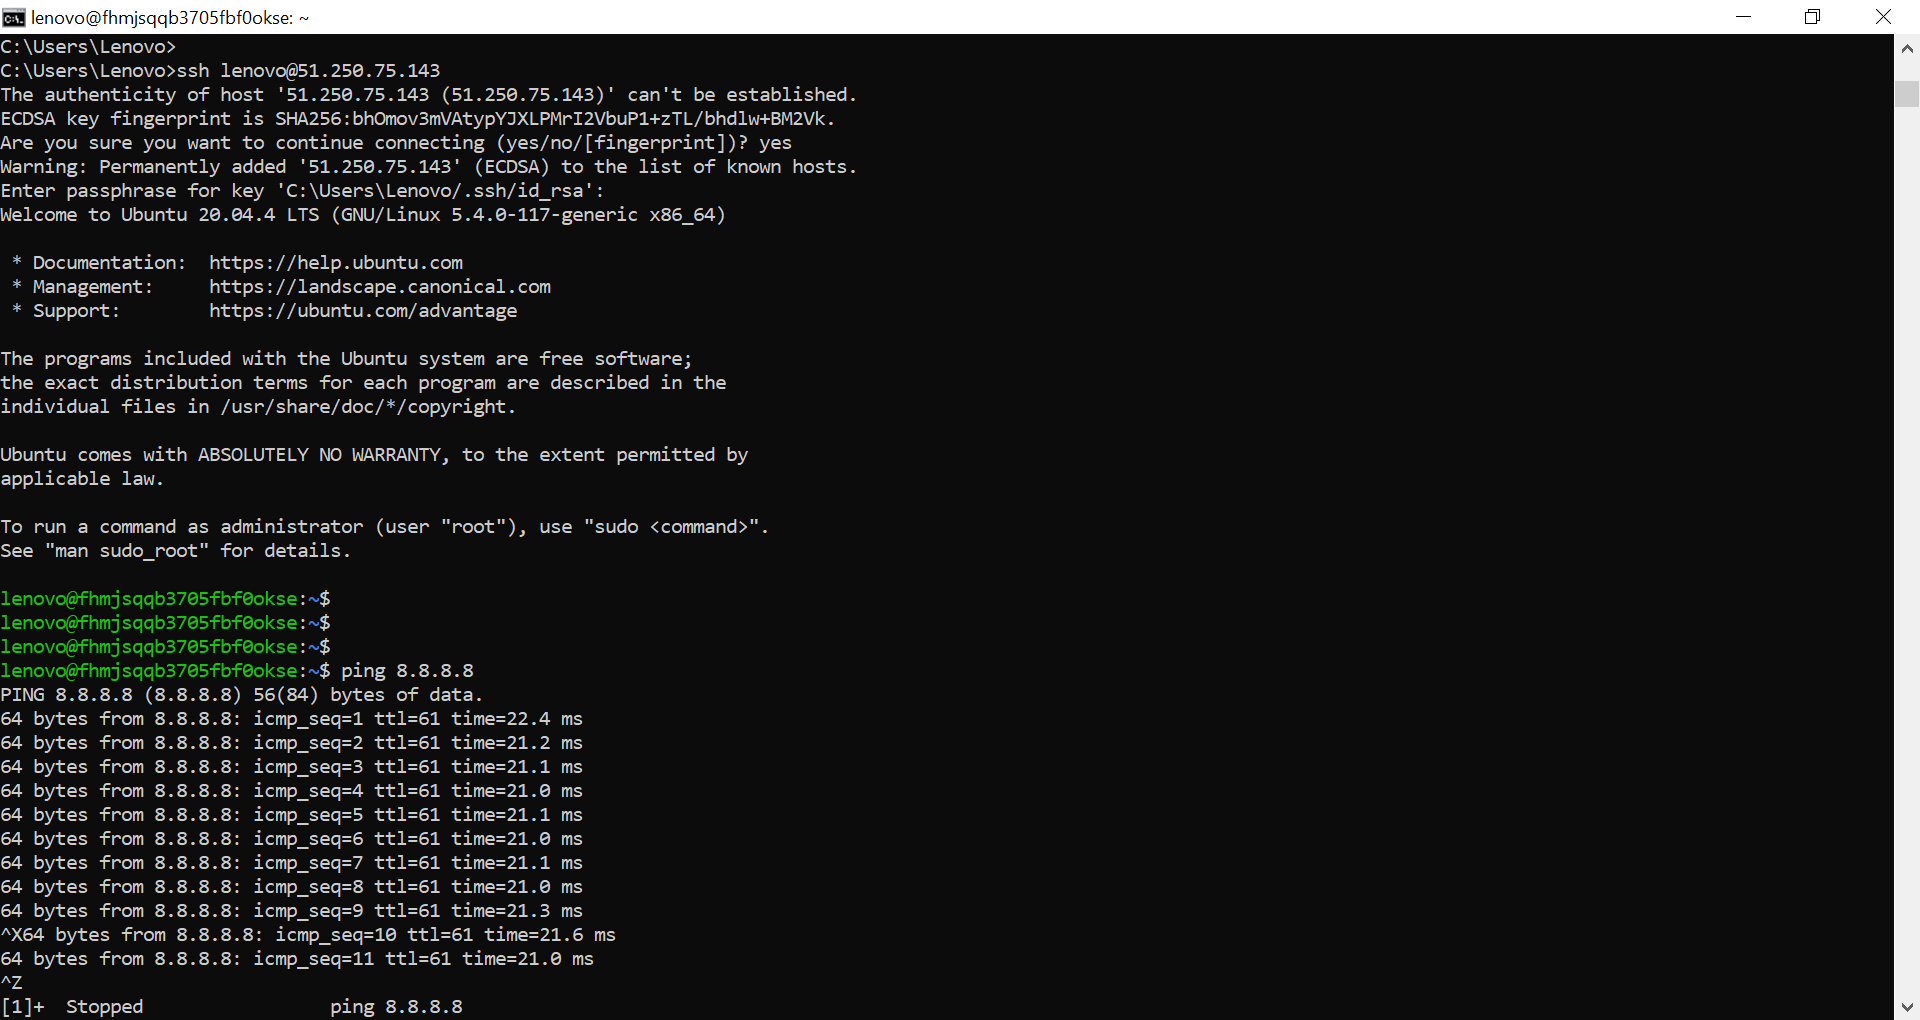 lenovo@fhmjsqqb3705fbf0okse: ~
C:\Users\Lenovo>
C:\Users\Lenovo>ssh lenovo@51.250.75.143
The authenticity of host '51.250.75.143 (51.250.75.143)' can't be established.
ECDSA key fingerprint is SHA256:bhOmov3mVAtypYJXLPMrI2VbuP1+zTL/bhdlw+BM2Vk.
Are you sure you want to continue connecting (yes/no/[fingerprint])? yes
Warning: Permanently added '51.250.75.143' (ECDSA) to the list of known hosts.
Enter passphrase for key 'C:\Users\Lenovo/.ssh/id_rsa':
Welcome to Ubuntu 20.04.4 LTS (GNU/Linux 5.4.0-117-generic x86_64)
* Documentation:  https://help.ubuntu.com
* Management:     https://landscape.canonical.com
* Support:        https://ubuntu.com/advantage
The programs included with the Ubuntu system are free software;
the exact distribution terms for each program are described in the
individual files in /usr/share/doc/*/copyright.
Ubuntu comes with ABSOLUTELY NO WARRANTY, to the extent permitted by
applicable law.
To run a command as administrator (user "root"), use "sudo <command>".
See "man sudo_root" for details.
lenovo@fhmjsqqb3705fbf0okse:~$
lenovo@fhmjsqqb3705fbf0okse:~$
lenovo@fhmjsqqb3705fbf0okse:~$
lenovo@fhmjsqqb3705fbf0okse:~$ ping 8.8.8.8
PING 8.8.8.8 (8.8.8.8) 56(84) bytes of data.
64 bytes from 8.8.8.8: icmp_seq=1 ttl=61 time=22.4 ms
64 bytes from 8.8.8.8: icmp_seq=2 ttl=61 time=21.2 ms
64 bytes from 8.8.8.8: icmp_seq=3 ttl=61 time=21.1 ms
64 bytes from 8.8.8.8: icmp_seq=4 ttl=61 time=21.0 ms
64 bytes from 8.8.8.8: icmp_seq=5 ttl=61 time=21.1 ms
64 bytes from 8.8.8.8: icmp_seq=6 ttl=61 time=21.0 ms
64 bytes from 8.8.8.8: icmp_seq=7 ttl=61 time=21.1 ms
64 bytes from 8.8.8.8: icmp_seq=8 ttl=61 time=21.0 ms
64 bytes from 8.8.8.8: icmp_seq=9 ttl=61 time=21.3 ms
^X64 bytes from 8.8.8.8: icmp_seq=10 ttl=61 time=21.6 ms
64 bytes from 8.8.8.8: icmp_seq=11 ttl=61 time=21.0 ms
^Z
[1]+  Stopped                 ping 8.8.8.8